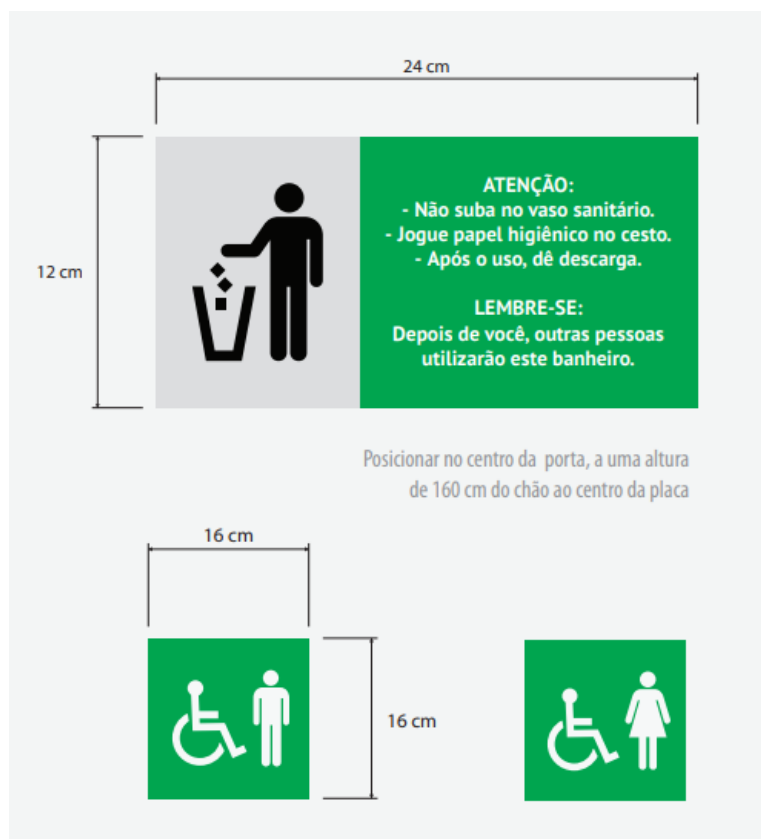 24 cm
12 cm
ATENÇÃO:
- Não suba no vaso sanitário.
- Jogue papel higiênico no cesto.
- Após o uso, dê descarga.
LEMBRE-SE:
Depois de você, outras pessoas
utilizarão este banheiro.
Posicionar no centro da porta, a uma altura
de 160 cm do chão ao centro da placa
16 cm
16 cm